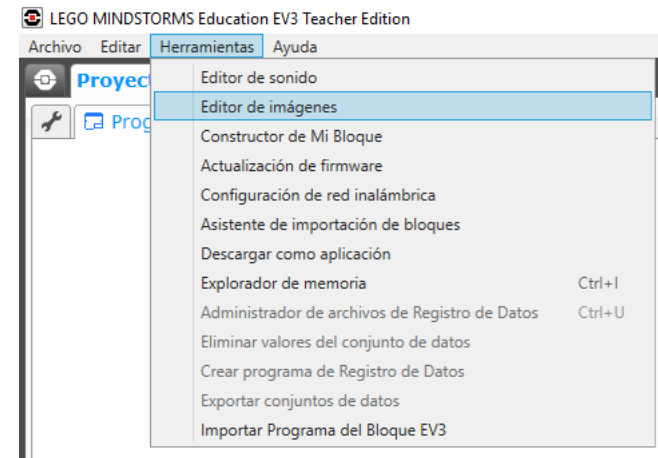 LEGO MINDSTORMS Education EV3 Teacher Edition
Archivo Editar Herramientas Ayuda
Editor de sonido
Editor de imágenes
Constructor de Mi Bloque
Actualización de firmware
Configuración de red inalámbrica
Asistente de importación de bloques
Descargar como aplicación
Explorador de memoria Ctrl+I
Administrador de archivos de Registro de Datos Ctrl+U
Eliminar valores del conjunto de datos
Crear programa de Registro de Datos
Exportar conjuntos de datos
Importar Programa del Bloque EV3
Proyec
Prog